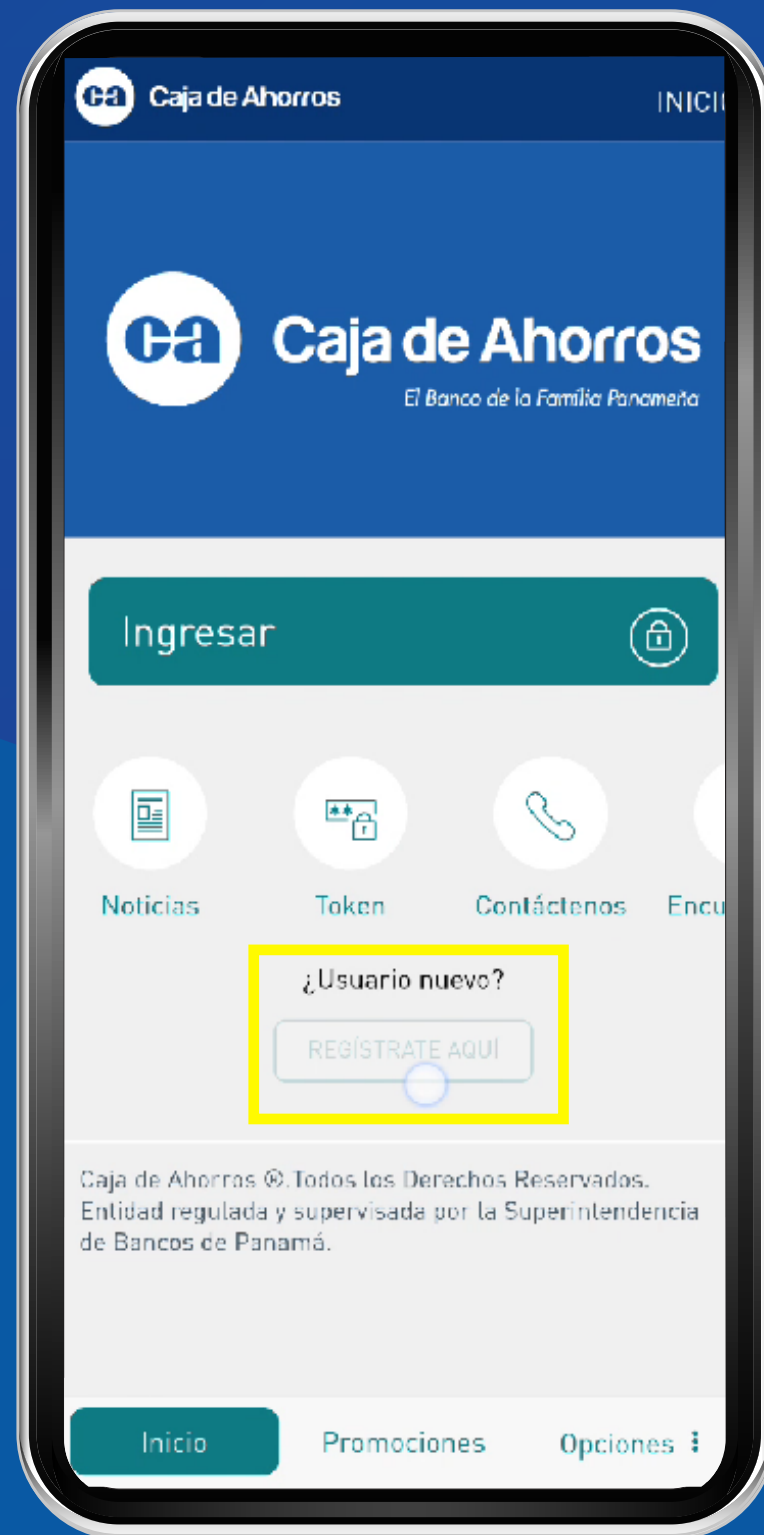 ca Caja de Ahorros
INICI
ca Caja de Ahorros
El Banco de la Familia Panameña
Ingresar
Noticias Token Contáctenos Encu
¿Usuario nuevo?
REGÍSTRATE AQUÍ
Caja de Ahorros ®.Todos los Derechos Reservados.
Entidad regulada y supervisada por la Superintendencia
de Bancos de Panamá.
Inicio Promociones Opciones